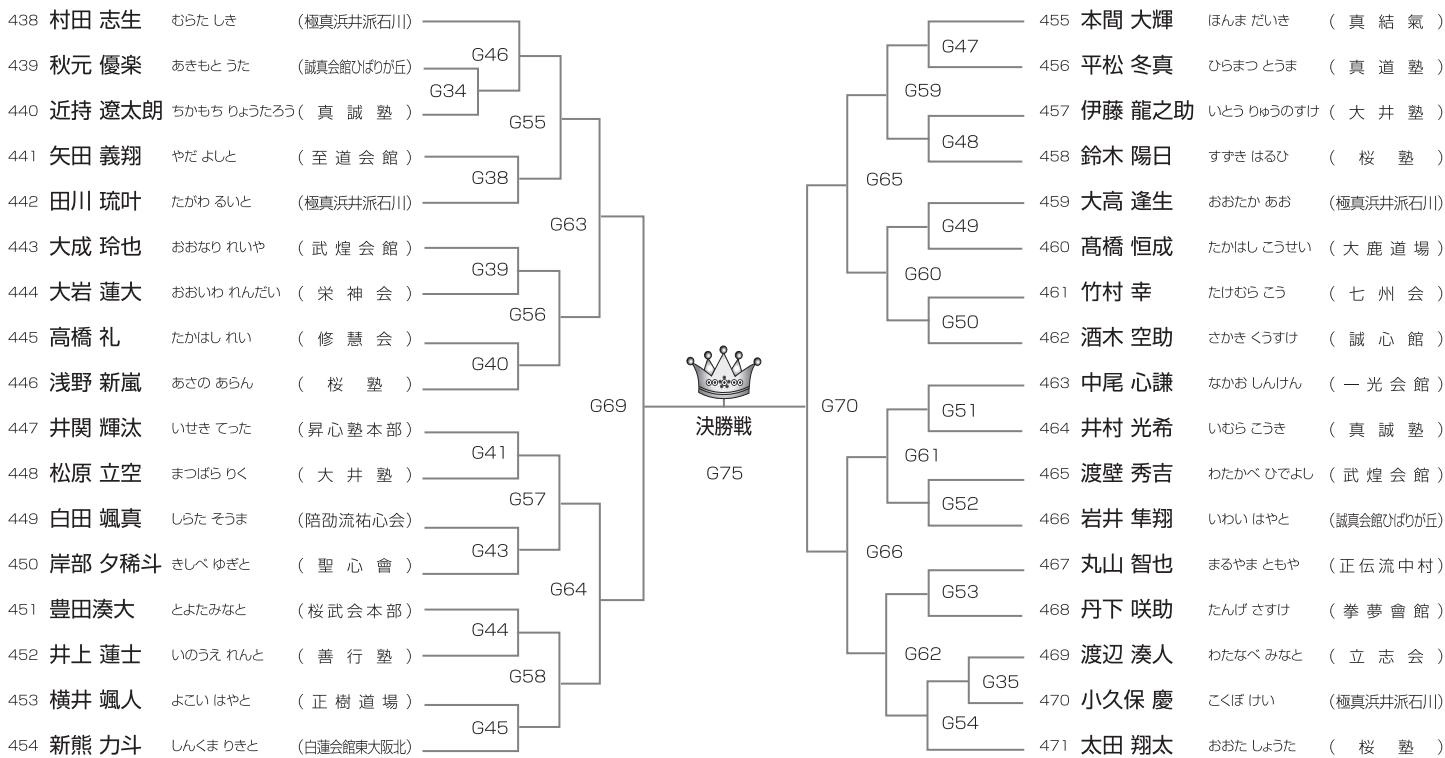 438 村田 志生 むらた しき (極真浜井派石川)
439 秋元 優楽 あきもと うた (誠真会館ひばりが丘)
440 近持 遼太朗 ちかもち りょうたろう (真誠塾)
441 矢田 義翔 やだ よしと (至道会館)
442 田川 琉叶 たがわ るいと (極真浜井派石川)
443 大成 玲也 おおなり れいや (武煌会館)
444 大岩 蓮大 おおいわ れんだい (栄神会)
445 高橋 礼 たかはし れい (修慧会)
446 浅野 新嵐 あさの あらん (桜塾)
447 井関 輝汰 いせき てった (昇心塾本部)
448 松原 立空 まつばら りく (大井塾)
449 白田 颯真 しらた そうま (陪劭流祐心会)
450 岸部 夕稀斗 きしべ ゆぎと (聖心會)
451 豊田湊大 とよたみなと (桜武会本部)
452 井上 蓮士 いのうえ れんと (善行塾)
453 横井 颯人 よこい はやと (正樹道場)
454 新熊 力斗 しんくま りきと (白蓮会館東大阪北)
G46
G34
G55
G38
G63
G39
G56
G40
G69
G41
G57
G43
G64
G44
G58
G45
決勝戦
G75
G47
G59
G48
G65
G49
G60
G50
G70
G51
G61
G52
G66
G53
G62
G35
G54
455 本間 大輝 ほんま だいき (真結氣)
456 平松 冬真 ひらまつ とうま (真道塾)
457 伊藤 龍之助 いとう りゅうのすけ (大井塾)
458 鈴木 陽日 すずき はるひ (桜塾)
459 大高 逢生 おおたか あお (極真浜井派石川)
460 髙橋 恒成 たかはし こうせい (大鹿道場)
461 竹村 幸 たけむら こう (七州会)
462 酒木 空助 さかき くうすけ (誠心館)
463 中尾 心謙 なかお しんけん (一光会館)
464 井村 光希 いむら こうき (真誠塾)
465 渡壁 秀吉 わたかべ ひでよし (武煌会館)
466 岩井 隼翔 いわい はやと (誠真会館ひばりが丘)
467 丸山 智也 まるやま ともや (正伝流中村)
468 丹下 咲助 たんげ さすけ (拳夢會館)
469 渡辺 湊人 わたなべ みなと (立志会)
470 小久保 慶 こくぼ けい (極真浜井派石川)
471 太田 翔太 おおた しょうた (桜塾)